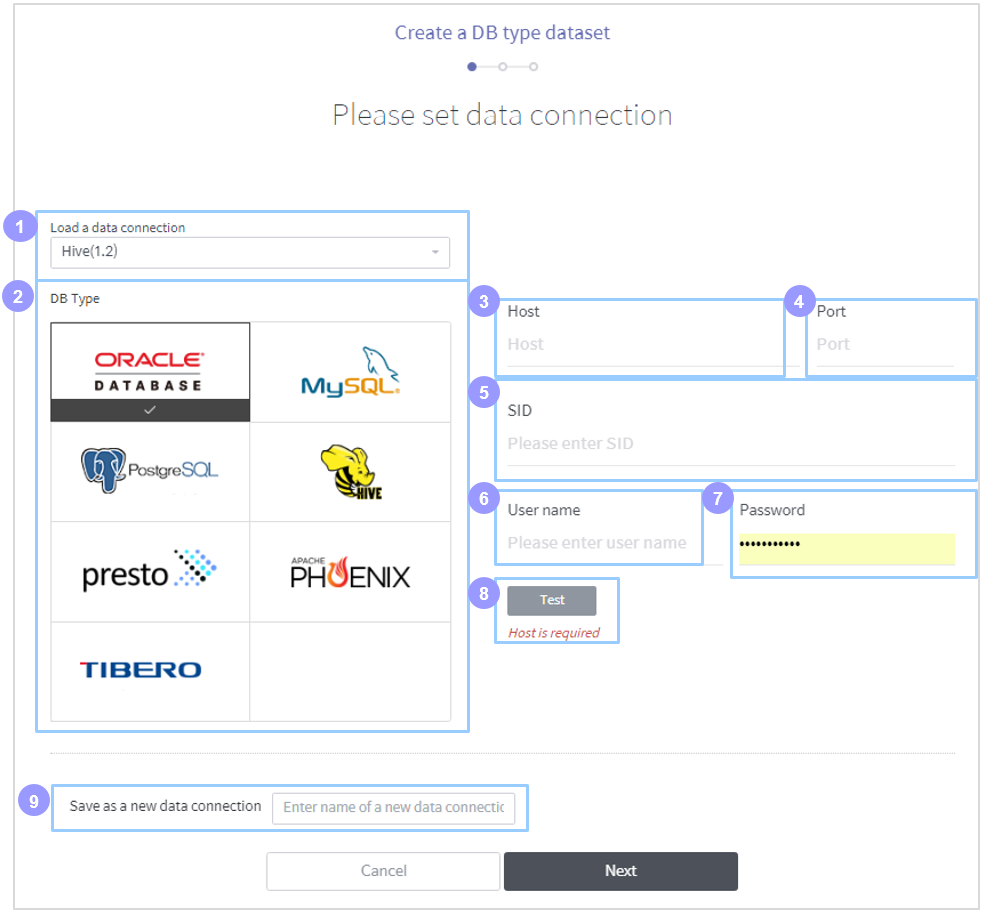 Create a DB type dataset
Please set data connection
1
Load a data connection
Hive(1.2)
2
DB Type
ORACLE®
DATABASE
MySQL®
PostgreSQL
HIVE
presto
APACHE
PHOENIX
TIBERO
3
Host
Host
4
Port
Port
5
SID
Please enter SID
6
User name
Please enter user name
7
Password
•••••••••••
8
Test
Host is required
9
Save as a new data connection
Enter name of a new data connectio
Cancel
Next